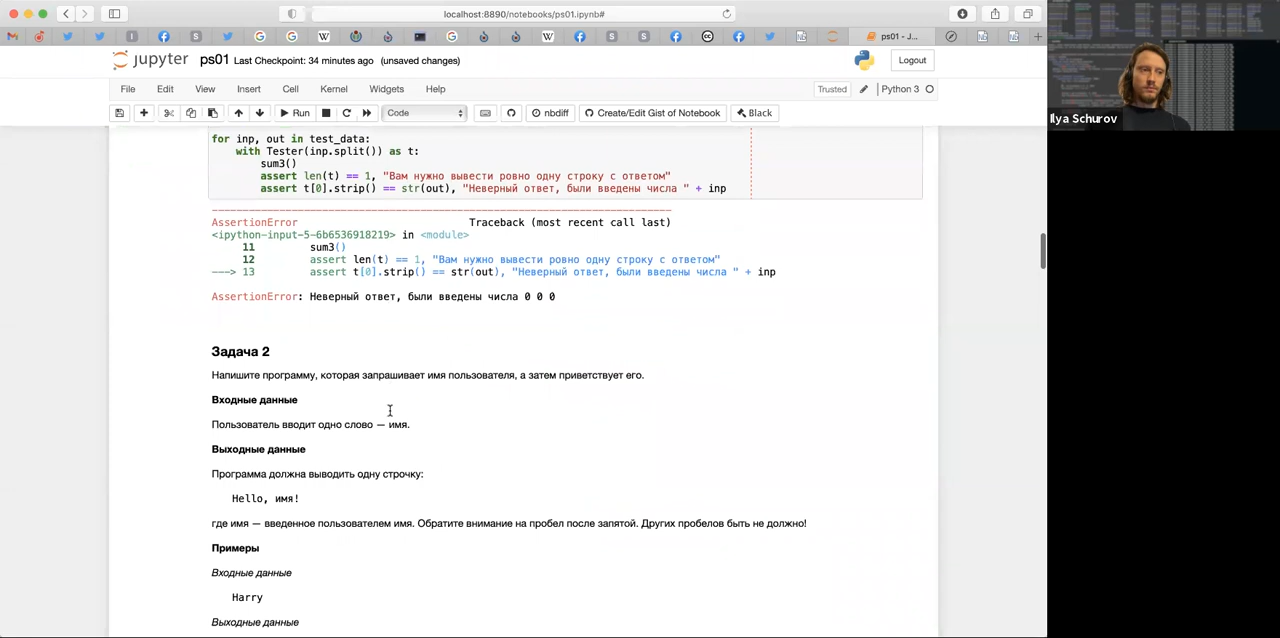 localhost:8890/notebooks/ps01.ipynb#
ps01 - J...
jupyter ps01 Last Checkpoint: 34 minutes ago (unsaved changes)
Logout
File Edit View Insert Cell Kernel Widgets Help
Trusted Python 3
Run Code nbdiff Create/Edit Gist of Notebook Black
for inp, out in test_data:
    with Tester(inp.split()) as t:
        sum3()
        assert len(t) == 1, "Вам нужно вывести ровно одну строку с ответом"
        assert t[0].strip() == str(out), "Неверный ответ, были введены числа " + inp
AssertionError Traceback (most recent call last)
<ipython-input-5-6b6536918219> in <module>
11 sum3()
12 assert len(t) == 1, "Вам нужно вывести ровно одну строку с ответом"
---> 13 assert t[0].strip() == str(out), "Неверный ответ, были введены числа " + inp
AssertionError: Неверный ответ, были введены числа 0 0 0
Задача 2
Напишите программу, которая запрашивает имя пользователя, а затем приветствует его.
Входные данные
Пользователь вводит одно слово — имя.
Выходные данные
Программа должна выводить одну строчку:
Hello, имя!
где имя — введенное пользователем имя. Обратите внимание на пробел после запятой. Других пробелов быть не должно!
Примеры
Входные данные
Harry
Выходные данные
Ilya Schurov